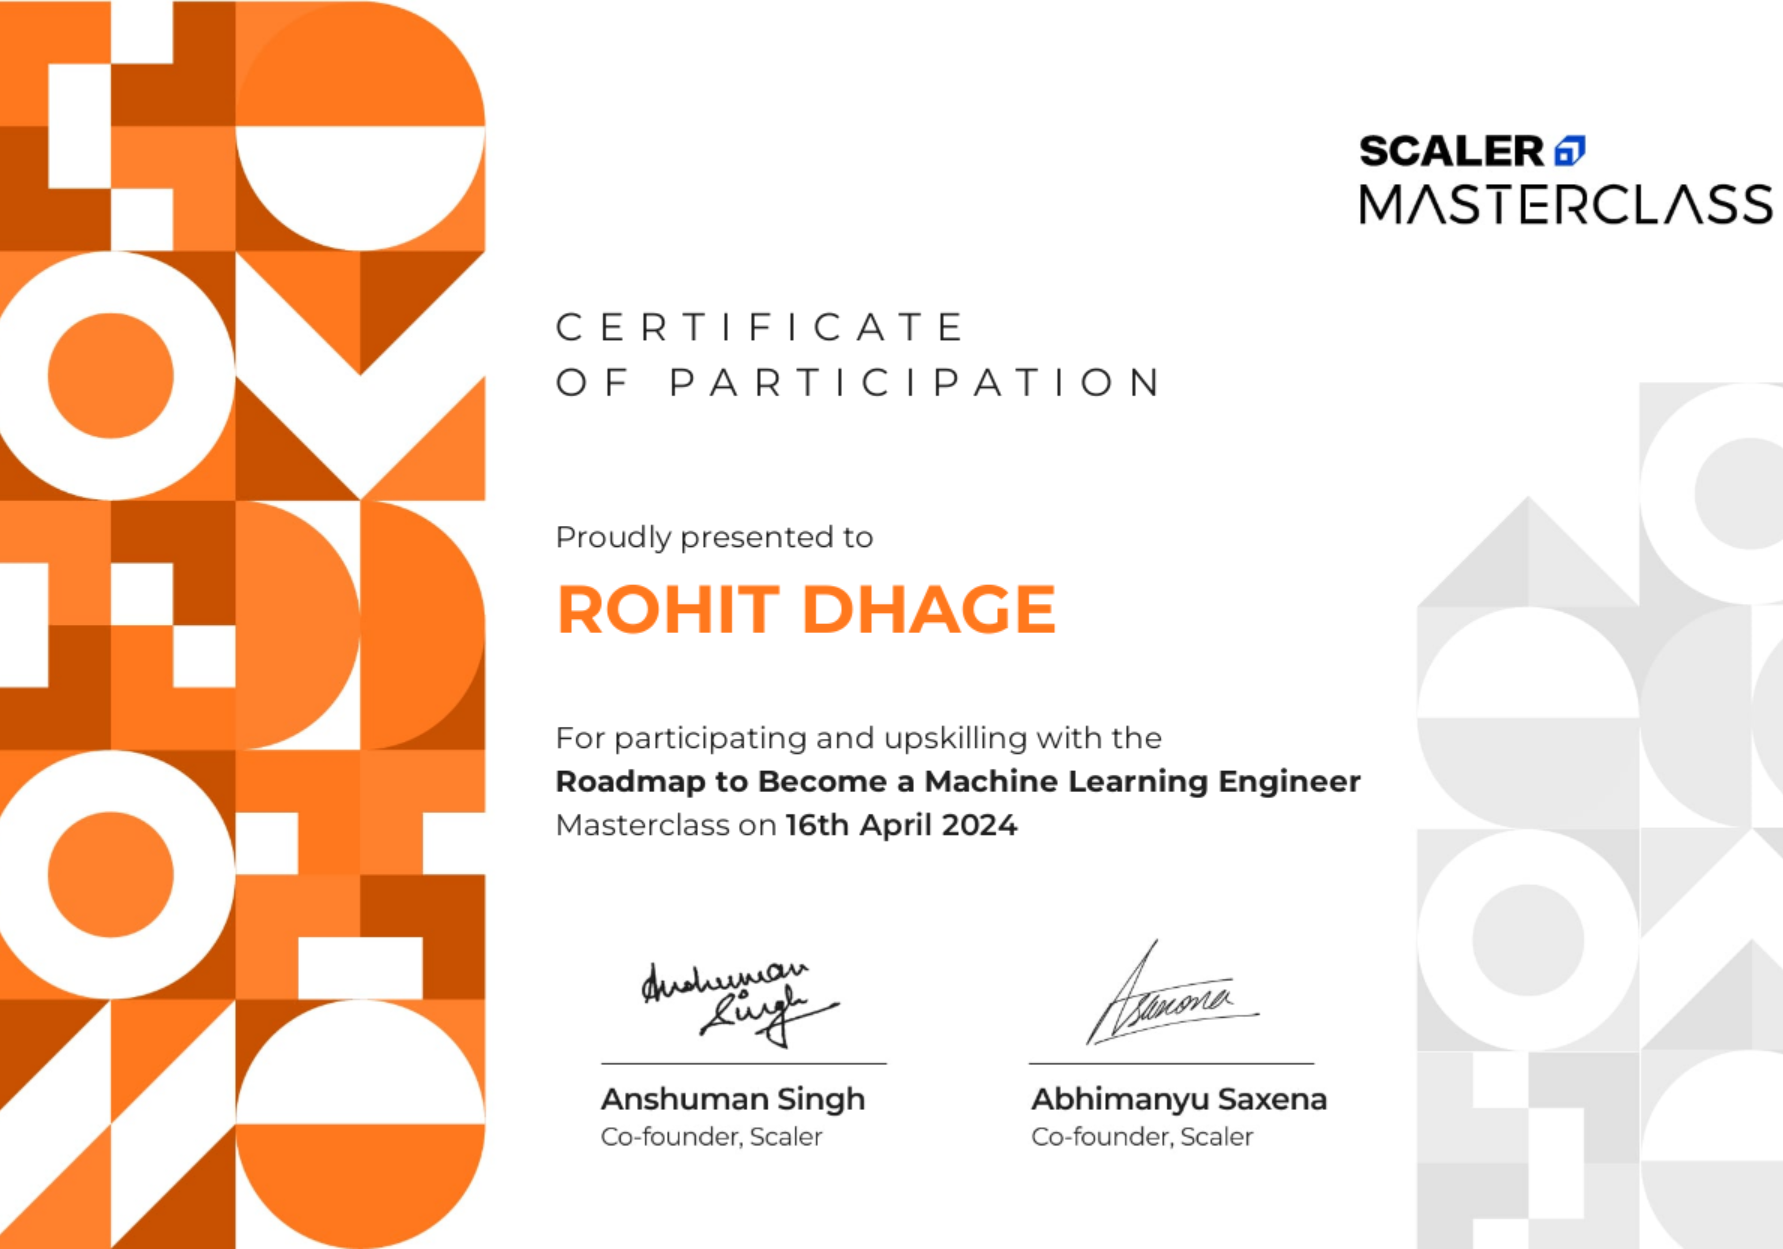 SCALER
MASTERCLASS
CERTIFICATE
OF PARTICIPATION
Proudly presented to
ROHIT DHAGE
For participating and upskilling with the
Roadmap to Become a Machine Learning Engineer
Masterclass on 16th April 2024
Anshuman
Singh
Asaxena
Anshuman Singh
Co-founder, Scaler
Abhimanyu Saxena
Co-founder, Scaler